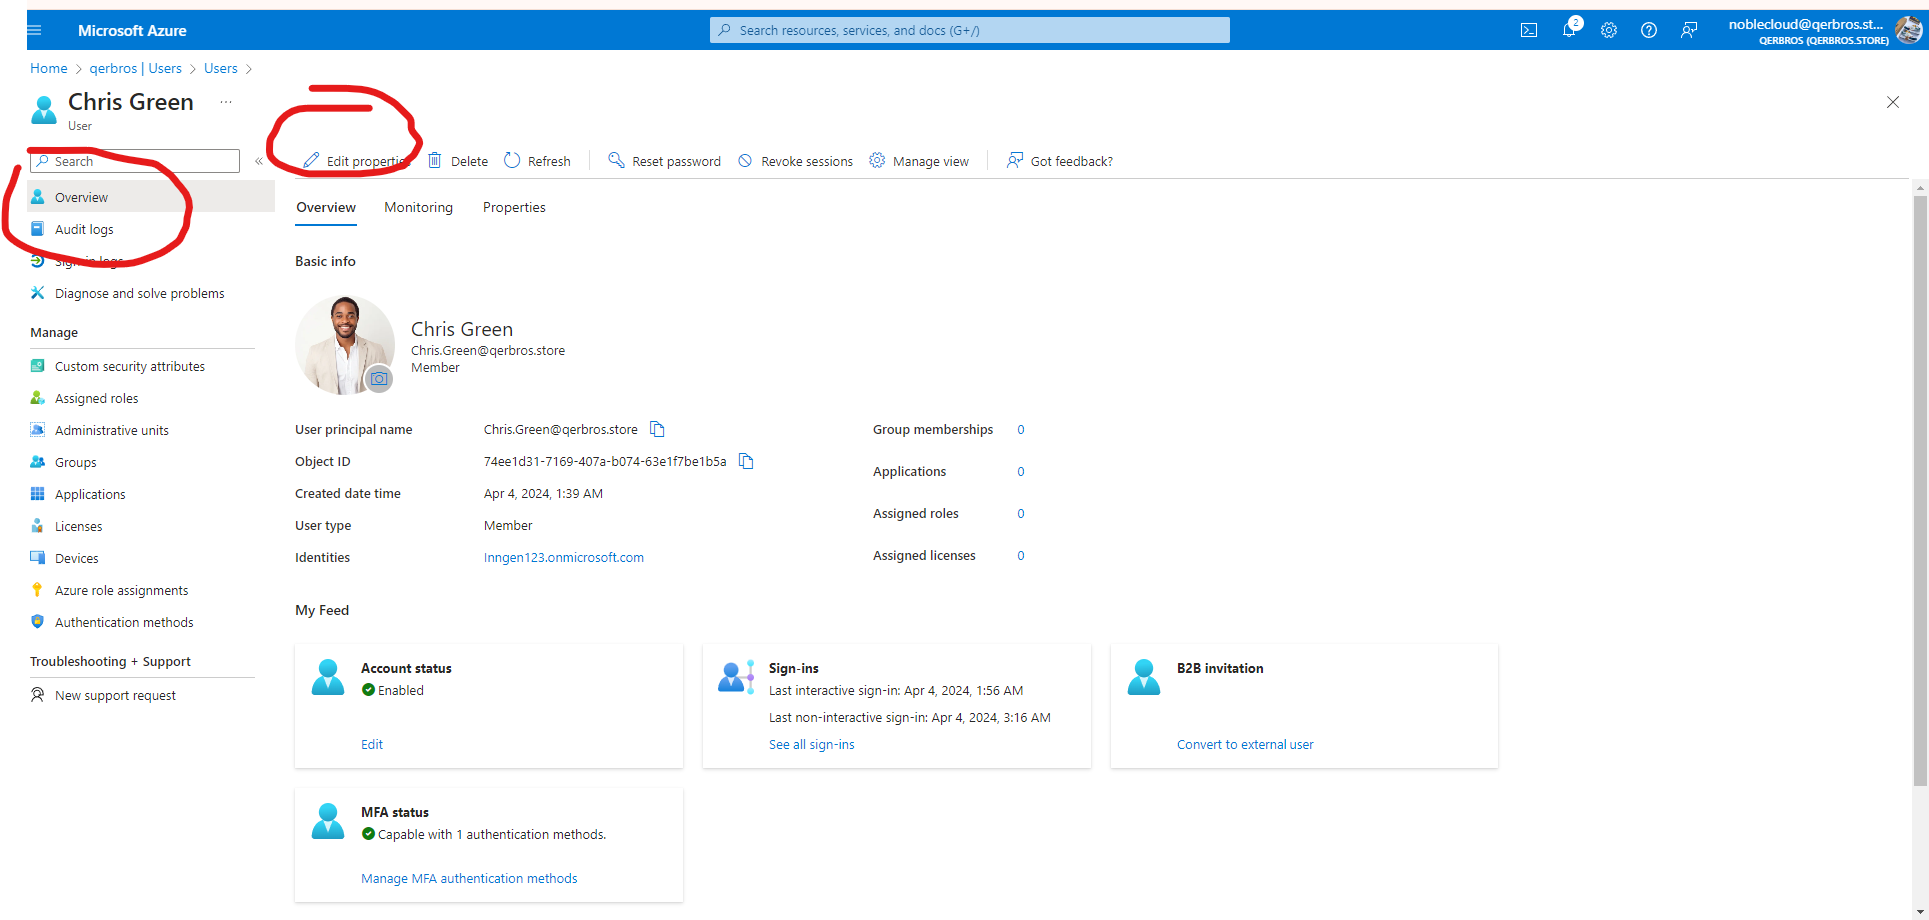 Microsoft Azure
Search resources, services, and docs (G+/)
2
noblecloud@qerbros.st...
QERBROS (QERBROS.STORE)
Home > qerbros | Users > Users >
Chris Green ...
User
Search «
Edit properties
Delete
Refresh
Reset password
Revoke sessions
Manage view
Got feedback?
Overview
Audit logs
Sign-in logs
Diagnose and solve problems
Manage
Custom security attributes
Assigned roles
Administrative units
Groups
Applications
Licenses
Devices
Azure role assignments
Authentication methods
Troubleshooting + Support
New support request
Overview Monitoring Properties
Basic info
Chris Green
Chris.Green@qerbros.store
Member
User principal name Chris.Green@qerbros.store
Object ID 74ee1d31-7169-407a-b074-63e1f7be1b5a
Created date time Apr 4, 2024, 1:39 AM
User type Member
Identities Inngen123.onmicrosoft.com
Group memberships 0
Applications 0
Assigned roles 0
Assigned licenses 0
My Feed
Account status
Enabled
Edit
Sign-ins
Last interactive sign-in: Apr 4, 2024, 1:56 AM
Last non-interactive sign-in: Apr 4, 2024, 3:16 AM
See all sign-ins
B2B invitation
Convert to external user
MFA status
Capable with 1 authentication methods.
Manage MFA authentication methods